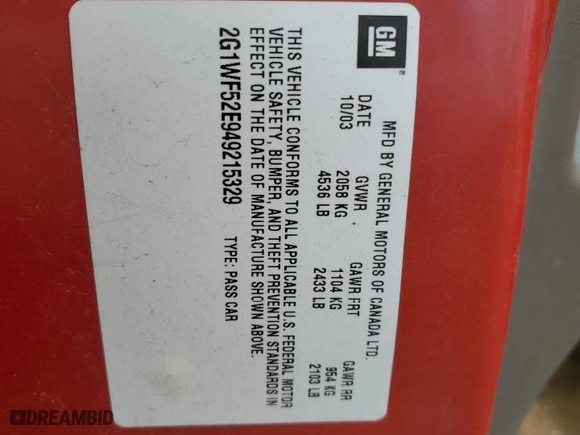 GM
MFD BY GENERAL MOTORS OF CANADA LTD.
DATE GVWR GAWR FRT GAWR RR
10/03 2058 KG 1104 KG 954 KG
4536 LB 2433 LB 2103 LB
THIS VEHICLE CONFORMS TO ALL APPLICABLE U.S. FEDERAL MOTOR
VEHICLE SAFETY, BUMPER, AND THEFT PREVENTION STANDARDS IN
EFFECT ON THE DATE OF MANUFACTURE SHOWN ABOVE.
2G1WF52E949215329 TYPE: PASS CAR
DREAMBID